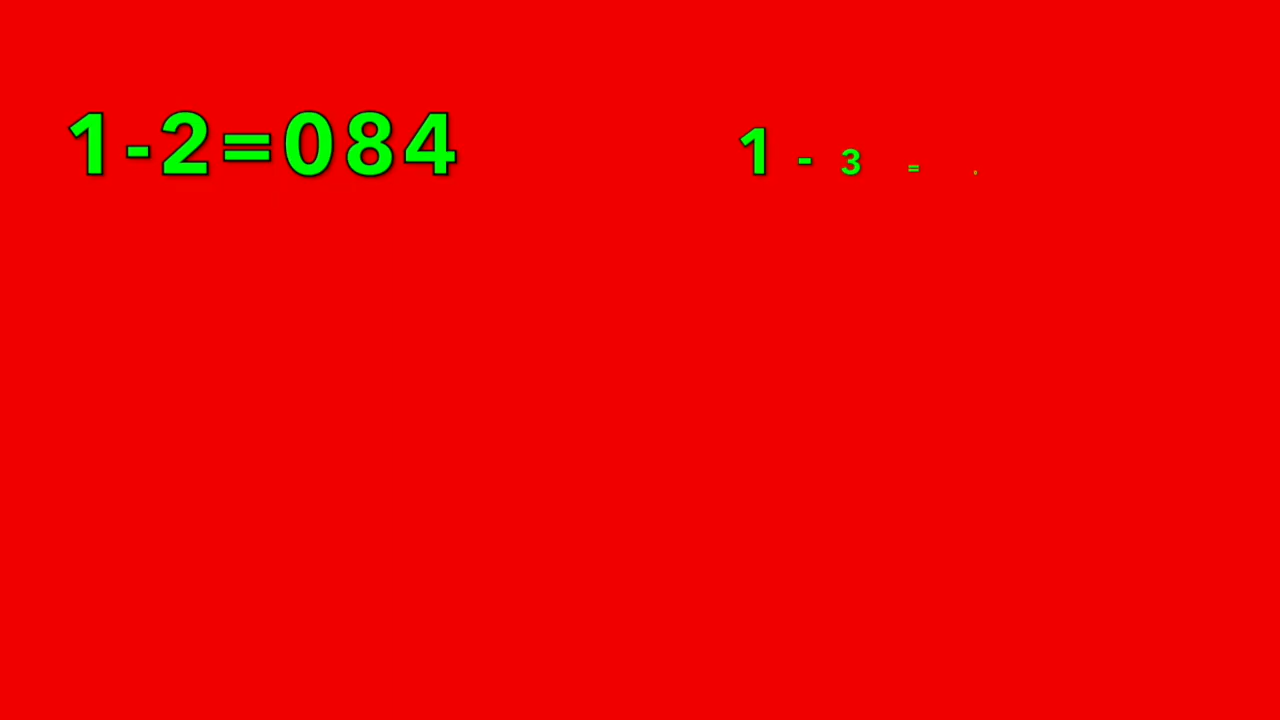 1-2=084
1 - 3 =